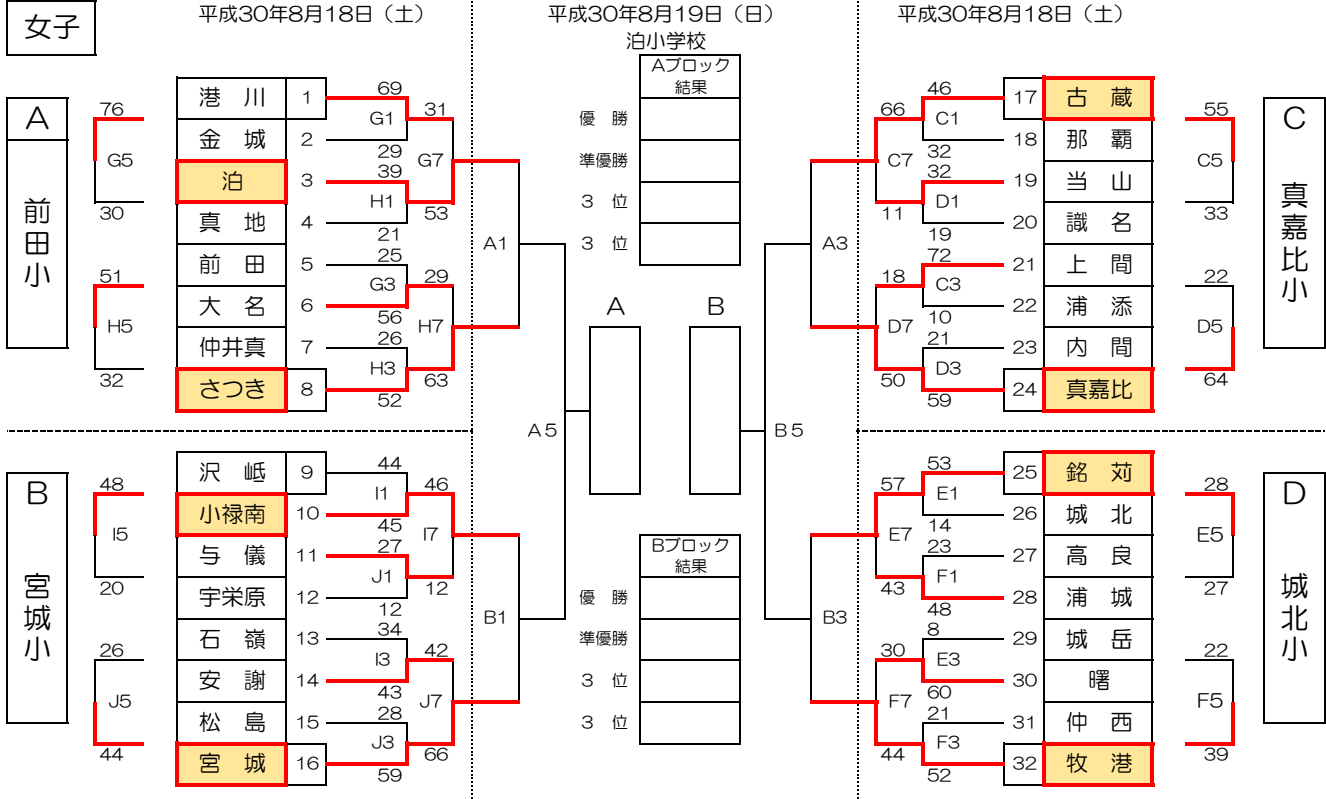 女子
平成30年8月18日（土）
平成30年8月19日（日）
平成30年8月18日（土）
泊小学校
A
前田小
76
G5
30
51
H5
32
港 川 1
金 城 2
泊 3
真 地 4
前 田 5
大 名 6
仲井真 7
さつき 8
69
G1
29
39
H1
21
25
G3
56
26
H3
52
31
G7
53
29
H7
63
A1
B
宮城小
48
I5
20
26
J5
44
沢 岻 9
小禄南 10
与 儀 11
宇栄原 12
石 嶺 13
安 謝 14
松 島 15
宮 城 16
44
I1
45
27
J1
12
34
I3
43
28
J3
59
46
I7
12
42
J7
66
B1
A5
Aブロック
結果
優 勝
準優勝
3 位
3 位
A
B
Bブロック
結果
優 勝
準優勝
3 位
3 位
B5
A3
66
C7
11
18
D7
50
46
C1
32
32
D1
19
72
C3
10
21
D3
59
17 古 蔵
18 那 覇
19 当 山
20 識 名
21 上 間
22 浦 添
23 内 間
24 真嘉比
55
C5
33
22
D5
64
C
真嘉比小
B3
57
E7
43
30
F7
44
53
E1
14
23
F1
48
8
E3
60
21
F3
52
25 銘 苅
26 城 北
27 高 良
28 浦 城
29 城 岳
30 曙
31 仲 西
32 牧 港
28
E5
27
22
F5
39
D
城北小